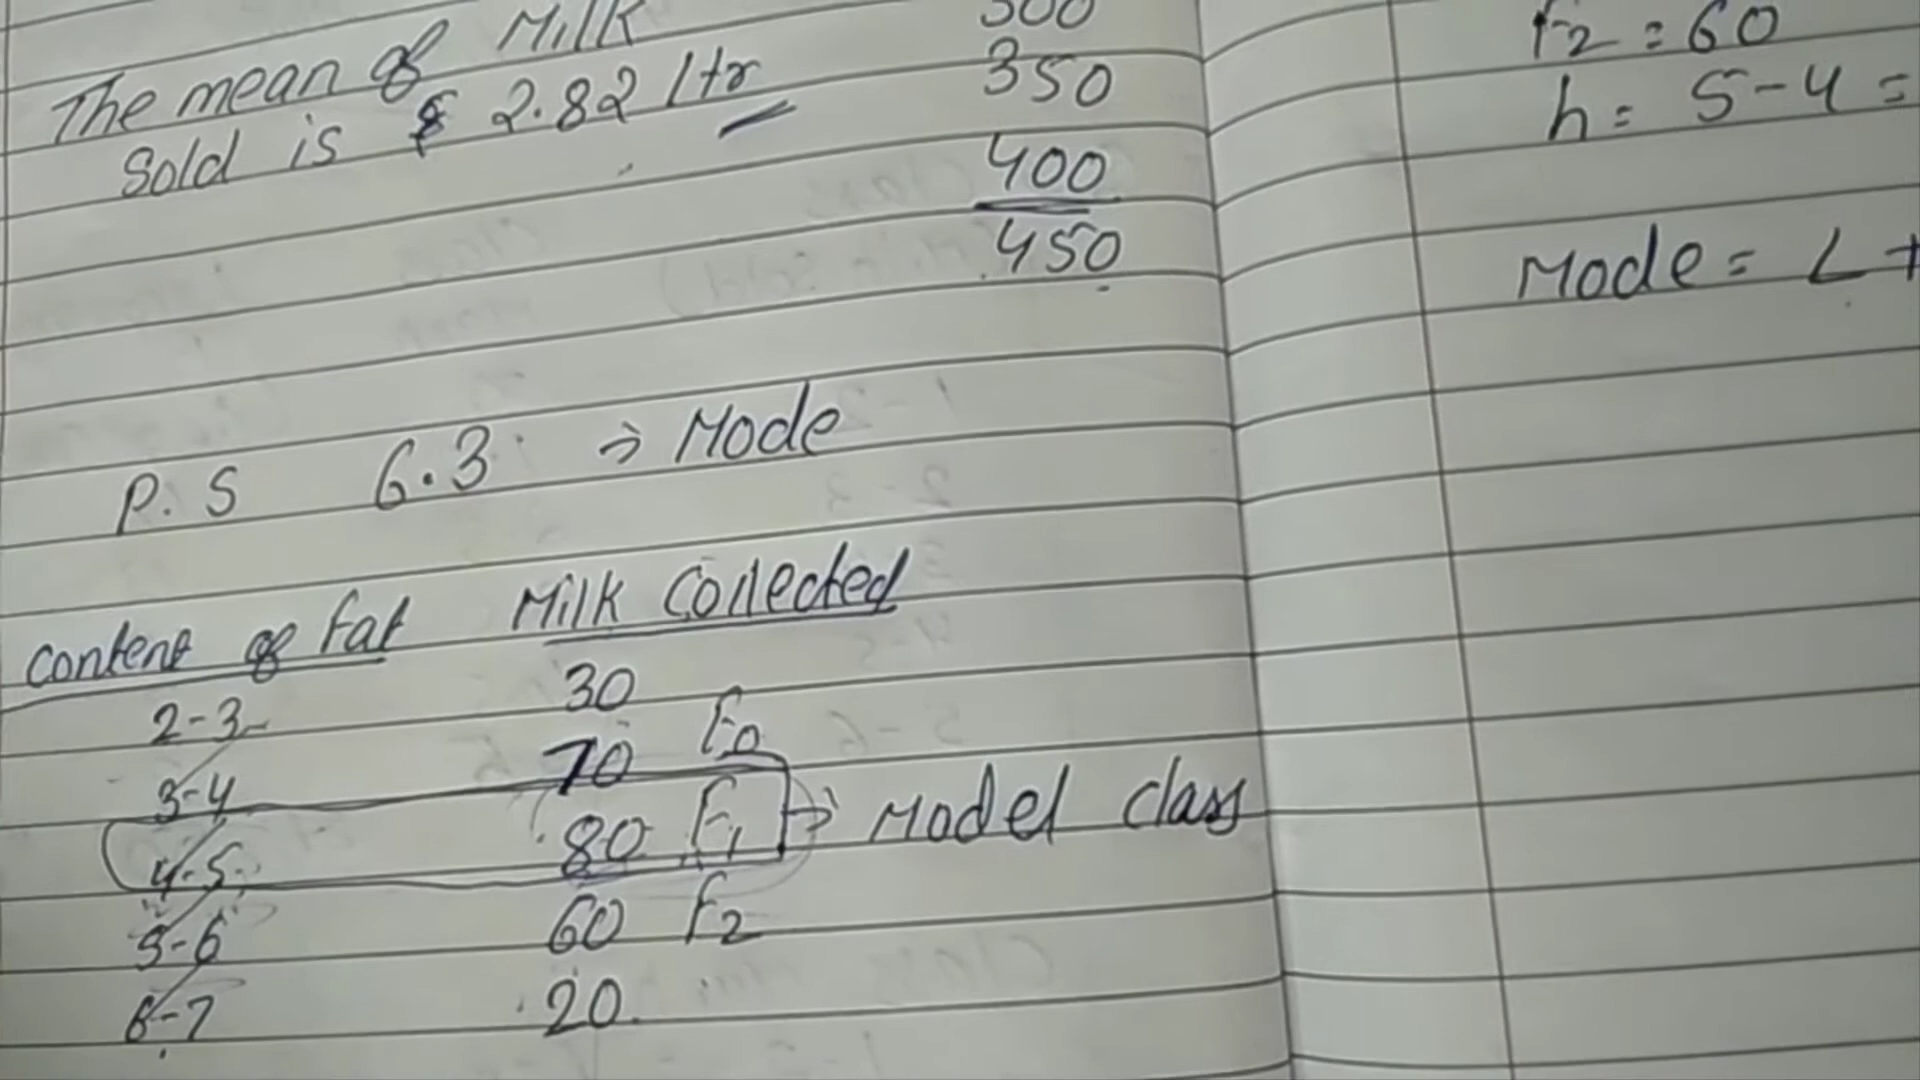 The mean of Milk
Sold is 2.82 ltr
300
350
400
450
P.S 6.3 ⇒ Mode
Content of fat Milk Collected
2-3 30
3-4 70 F0
4-5 80 F1 → Model class
5-6 60 F2
6-7 20
F2 = 60
h = 5-4 =
Mode = L +